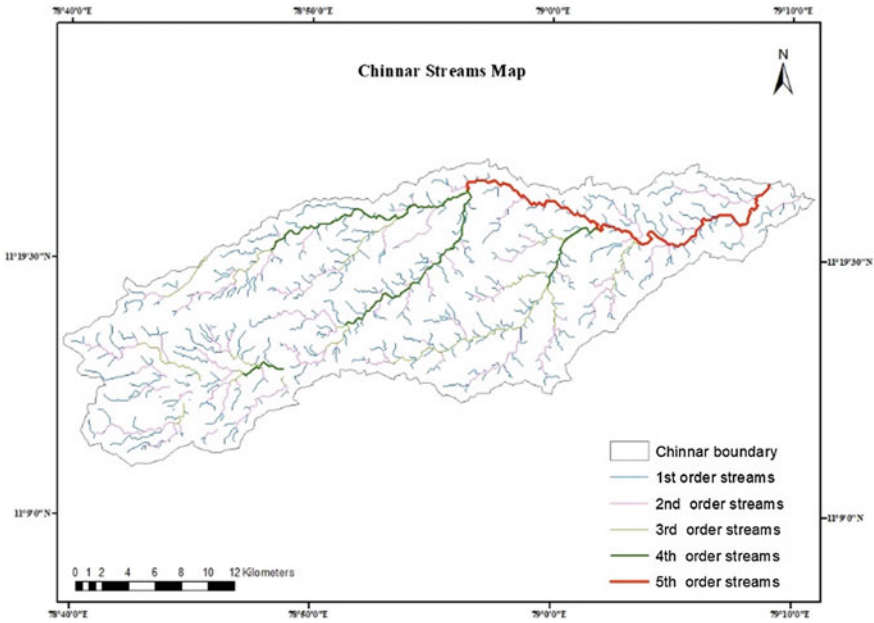 78°40'0"E 78°50'0"E 79°0'0"E 79°10'0"E
Chinnar Streams Map
N
11°19'30"N 11°19'30"N
Chinnar boundary
1st order streams
2nd order streams
3rd order streams
4th order streams
5th order streams
11°9'0"N 11°9'0"N
0 1 2 4 6 8 10 12 Kilometers
78°40'0"E 78°50'0"E 79°0'0"E 79°10'0"E